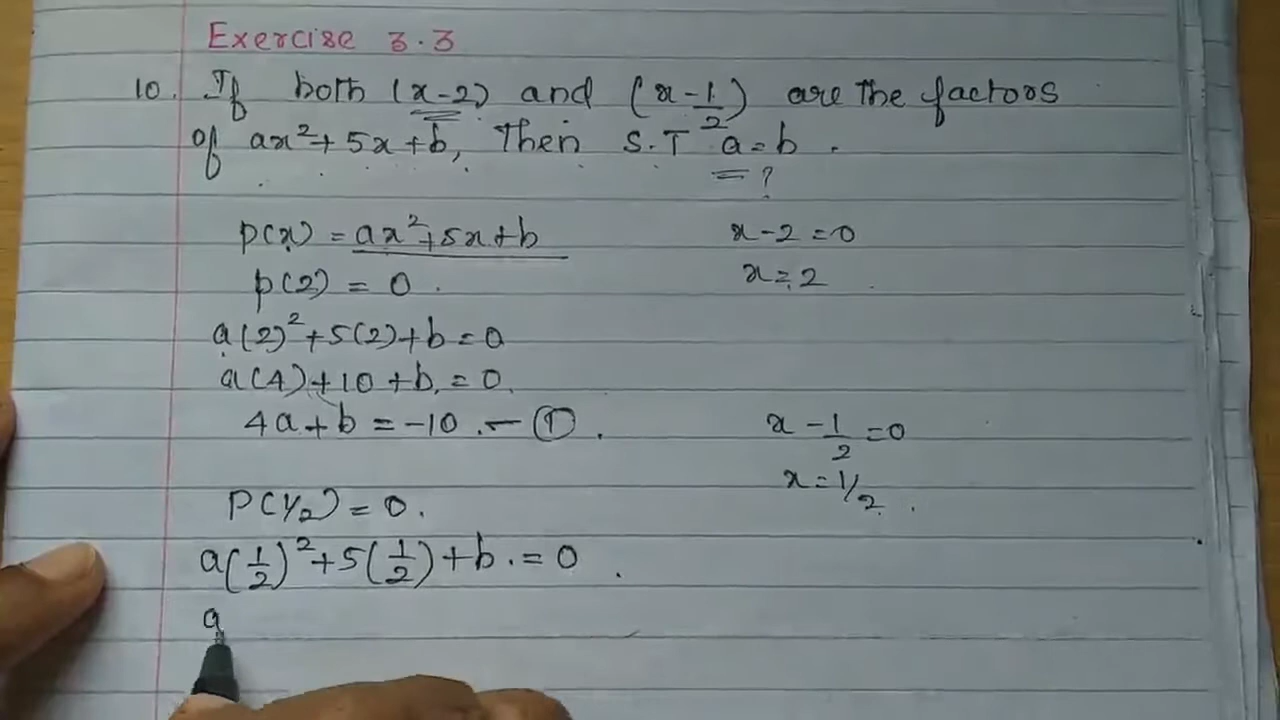 Exercise 3.3
10. If both (x-2) and (x-1/2) are the factors
of ax²+5x+b, Then S.T a=b.
= ?
p(x) = ax²+5x+b
x-2=0
p(2) = 0.
x=2
a(2)²+5(2)+b=0
a(4)+10+b=0.
4a+b=-10.-①.
x-1/2=0
x=1/2.
P(1/2)=0.
a(1/2)²+5(1/2)+b.=0.
a